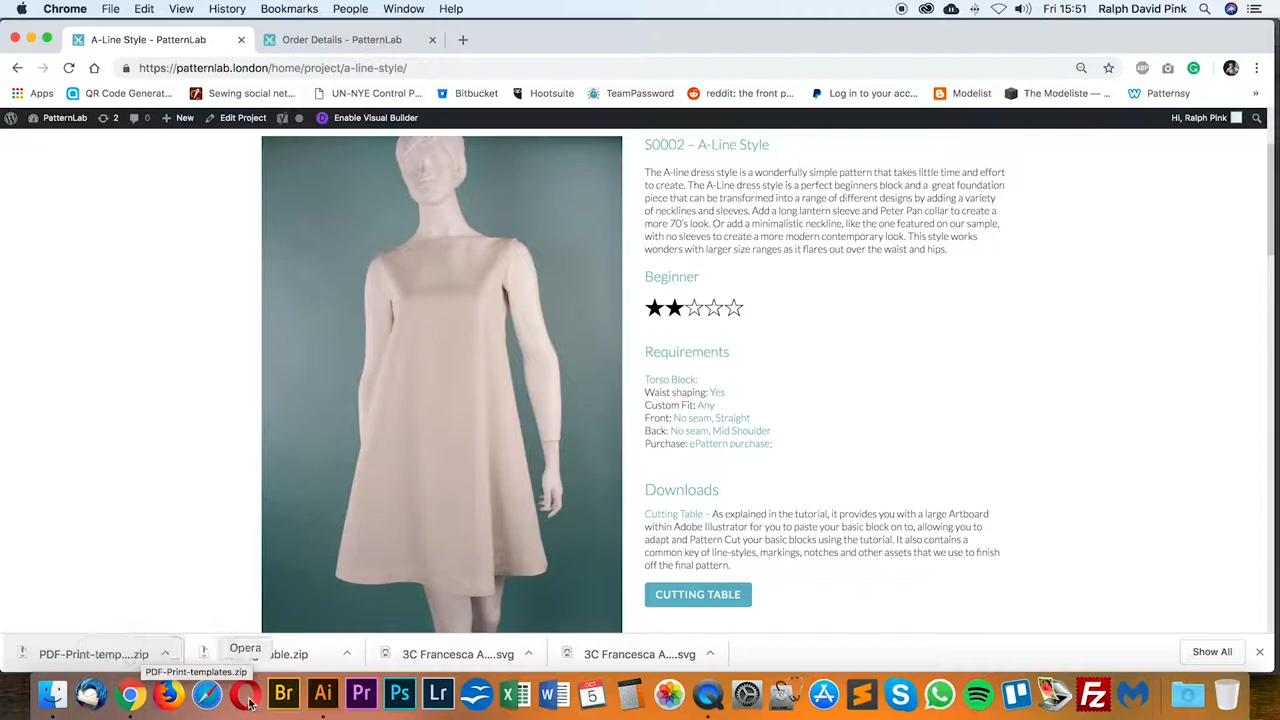 Chrome File Edit View History Bookmarks People Window Help Fri 15:51 Ralph David Pink
A-Line Style - PatternLab Order Details - PatternLab
https://patternlab.london/home/project/a-line-style/ ABP
Apps QR Code Generat... Sewing social net... UN-NYE Control P... Bitbucket Hootsuite TeamPassword reddit: the front p... Log in to your acc... Modelist The Modeliste — ... Patternsy »
PatternLab 2 0 New Edit Project Enable Visual Builder Hi, Ralph Pink
S0002 – A-Line Style
The A-line dress style is a wonderfully simple pattern that takes little time and effort
to create. The A-Line dress style is a perfect beginners block and a great foundation
piece that can be transformed into a range of different designs by adding a variety
of necklines and sleeves. Add a long lantern sleeve and Peter Pan collar to create a
more 70's look. Or add a minimalistic neckline, like the one featured on our sample,
with no sleeves to create a more modern contemporary look. This style works
wonders with larger size ranges as it flares out over the waist and hips.
Beginner
Requirements
Torso Block:
Waist shaping: Yes
Custom Fit: Any
Front: No seam, Straight
Back: No seam, Mid Shoulder
Purchase: ePattern purchase;
Downloads
Cutting Table – As explained in the tutorial, it provides you with a large Artboard
within Adobe Illustrator for you to paste your basic block on to, allowing you to
adapt and Pattern Cut your basic blocks using the tutorial. It also contains a
common key of line-styles, markings, notches and other assets that we use to finish
off the final pattern.
CUTTING TABLE
PDF-Print-temp....zip Opera ble.zip 3C Francesca A....svg 3C Francesca A....svg Show All
PDF-Print-templates.zip
Br Ai Pr Ps Lr OCT 5 Fz